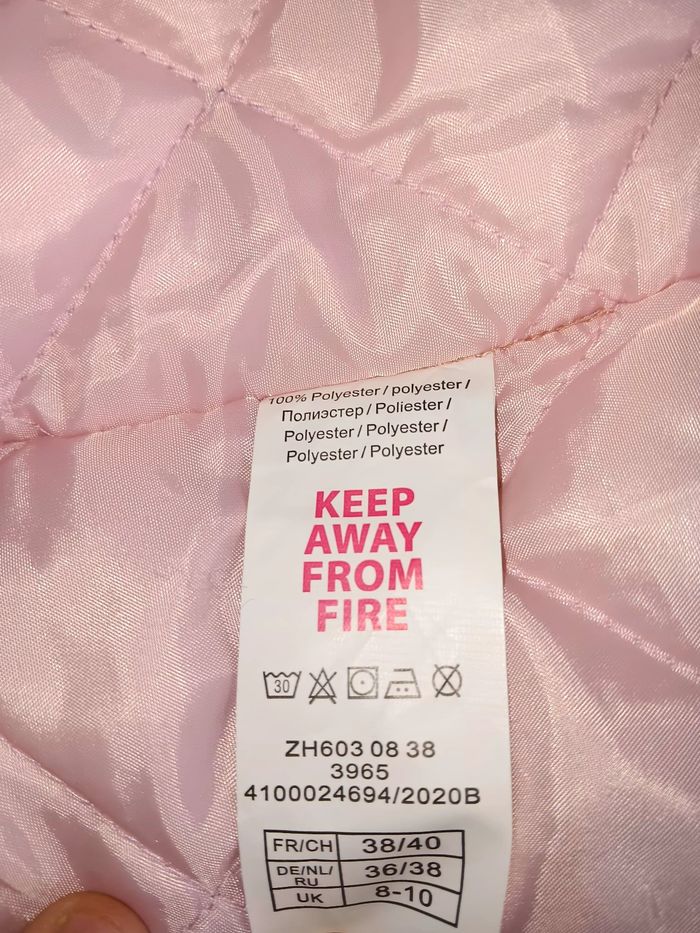 100% Polyester / polyester /
Полиэстер / Poliester /
Polyester / Polyester /
Polyester / Polyester
KEEP
AWAY
FROM
FIRE
30
ZH603 08 38
3965
4100024694/2020B
FR/CH 38/40
DE/NL/
RU 36/38
UK 8-10